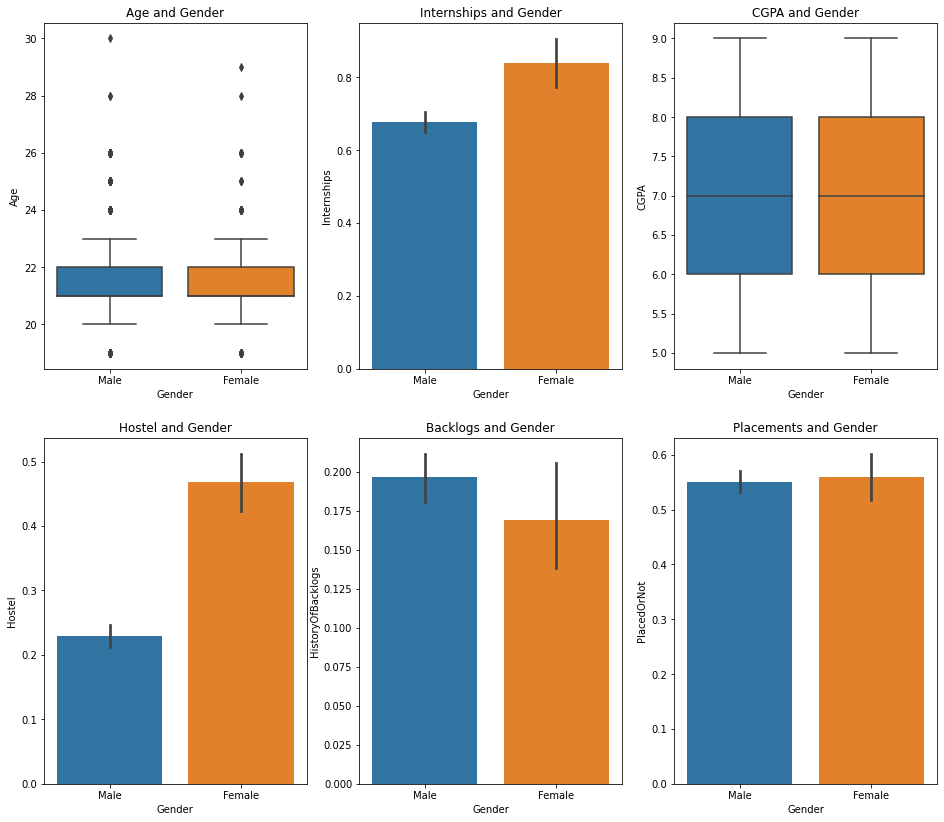 Age and Gender
30
28
26
24
22
20
Age
Male
Female
Gender
Internships and Gender
0.8
0.6
0.4
0.2
0.0
Internships
Male
Female
Gender
CGPA and Gender
9.0
8.5
8.0
7.5
7.0
6.5
6.0
5.5
5.0
CGPA
Male
Female
Gender
Hostel and Gender
0.5
0.4
0.3
0.2
0.1
0.0
Hostel
Male
Female
Gender
Backlogs and Gender
0.200
0.175
0.150
0.125
0.100
0.075
0.050
0.025
0.000
HistoryOfBacklogs
Male
Female
Gender
Placements and Gender
0.6
0.5
0.4
0.3
0.2
0.1
0.0
PlacedOrNot
Male
Female
Gender